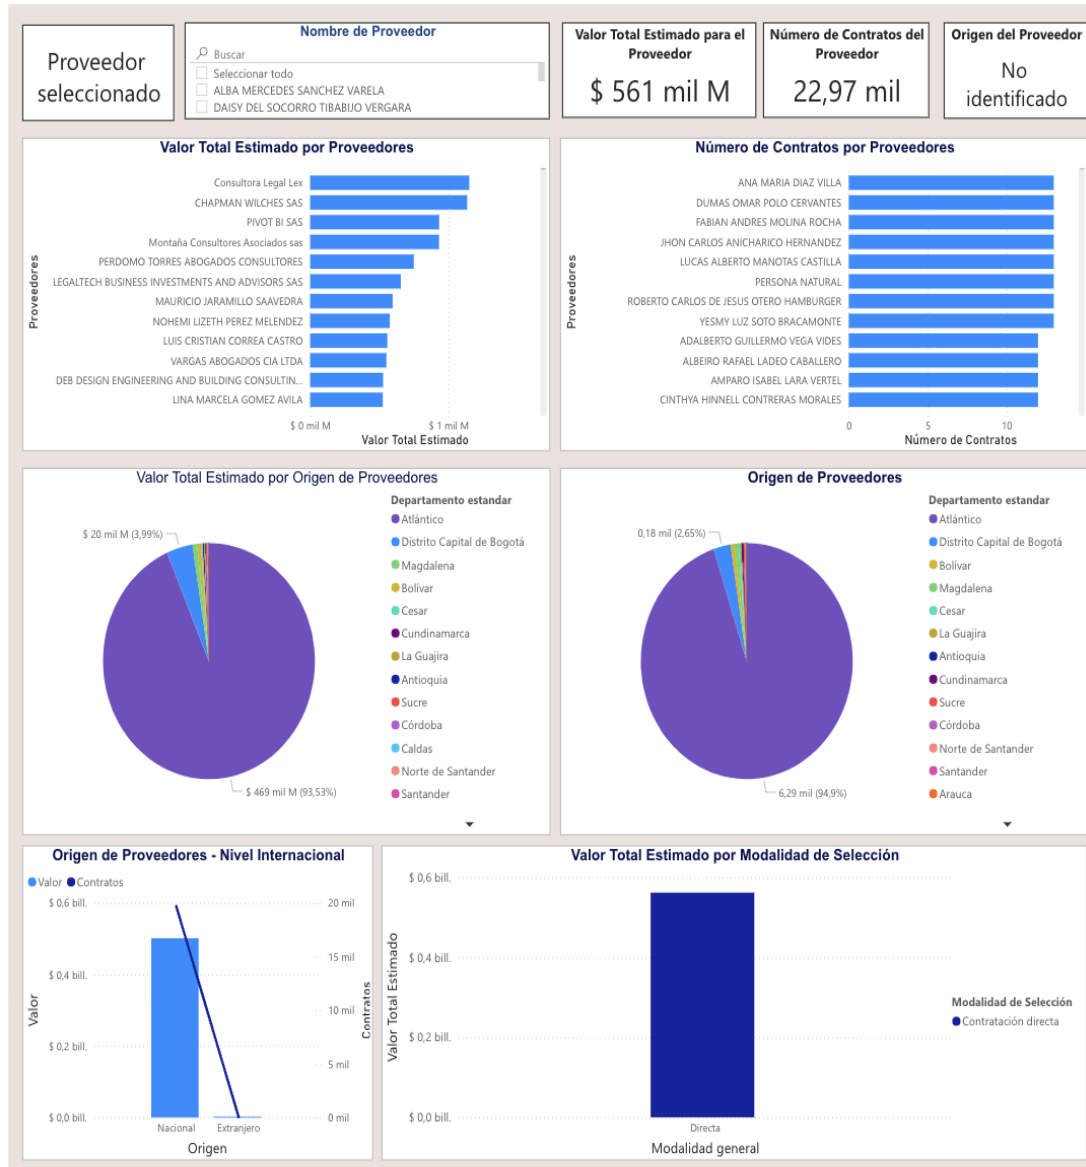 Proveedor
seleccionado
Nombre de Proveedor
Buscar
Seleccionar todo
ALBA MERCEDES SANCHEZ VARELA
DAISY DEL SOCORRO TIBABIJO VERGARA
Valor Total Estimado para el
Proveedor
$ 561 mil M
Número de Contratos del
Proveedor
22,97 mil
Origen del Proveedor
No
identificado
Valor Total Estimado por Proveedores
Proveedores
Consultora Legal Lex
CHAPMAN WILCHES SAS
PIVOT BI SAS
Montaña Consultores Asociados sas
PERDOMO TORRES ABOGADOS CONSULTORES
LEGALTECH BUSINESS INVESTMENTS AND ADVISORS SAS
MAURICIO JARAMILLO SAAVEDRA
NOHEMI LIZETH PEREZ MELENDEZ
LUIS CRISTIAN CORREA CASTRO
VARGAS ABOGADOS CIA LTDA
DEB DESIGN ENGINEERING AND BUILDING CONSULTIN...
LINA MARCELA GOMEZ AVILA
$ 0 mil M
$ 1 mil M
Valor Total Estimado
Número de Contratos por Proveedores
Proveedores
ANA MARIA DIAZ VILLA
DUMAS OMAR POLO CERVANTES
FABIAN ANDRES MOLINA ROCHA
JHON CARLOS ANICHARICO HERNANDEZ
LUCAS ALBERTO MANOTAS CASTILLA
PERSONA NATURAL
ROBERTO CARLOS DE JESUS OTERO HAMBURGER
YESMY LUZ SOTO BRACAMONTE
ADALBERTO GUILLERMO VEGA VIDES
ALBEIRO RAFAEL LADEO CABALLERO
AMPARO ISABEL LARA VERTEL
CINTHYA HINNELL CONTRERAS MORALES
0
5
10
Número de Contratos
Valor Total Estimado por Origen de Proveedores
$ 20 mil M (3,99%)
$ 469 mil M (93,53%)
Departamento estandar
Atlántico
Distrito Capital de Bogotá
Magdalena
Bolívar
Cesar
Cundinamarca
La Guajira
Antioquia
Sucre
Córdoba
Caldas
Norte de Santander
Santander
Origen de Proveedores
0,18 mil (2,65%)
6,29 mil (94,9%)
Departamento estandar
Atlántico
Distrito Capital de Bogotá
Bolívar
Magdalena
Cesar
La Guajira
Antioquia
Cundinamarca
Sucre
Córdoba
Norte de Santander
Santander
Arauca
Origen de Proveedores - Nivel Internacional
Valor
Contratos
Valor
$ 0,6 bill.
$ 0,4 bill.
$ 0,2 bill.
$ 0,0 bill.
20 mil
15 mil
10 mil
5 mil
0 mil
Contratos
Nacional
Extranjero
Origen
Valor Total Estimado por Modalidad de Selección
Valor Total Estimado
$ 0,6 bill.
$ 0,4 bill.
$ 0,2 bill.
$ 0,0 bill.
Directa
Modalidad general
Modalidad de Selección
Contratación directa